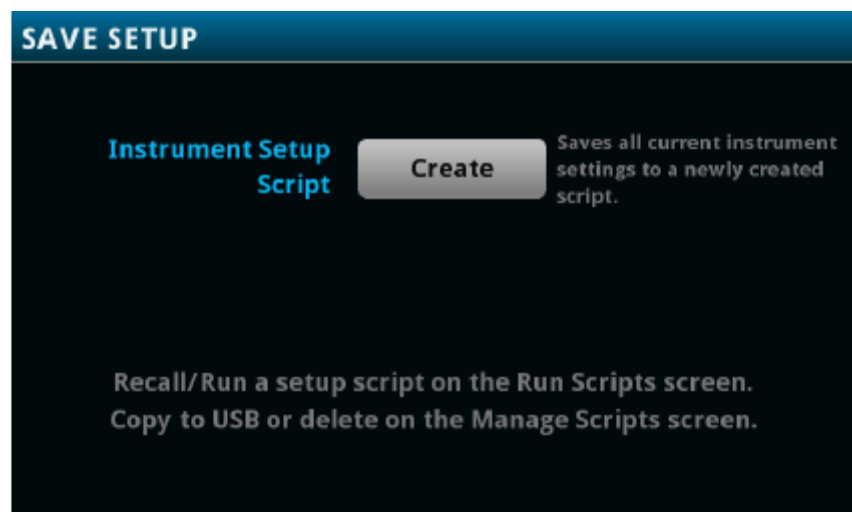 SAVE SETUP
Instrument Setup
Script
Create
Saves all current instrument
settings to a newly created
script.
Recall/Run a setup script on the Run Scripts screen.
Copy to USB or delete on the Manage Scripts screen.